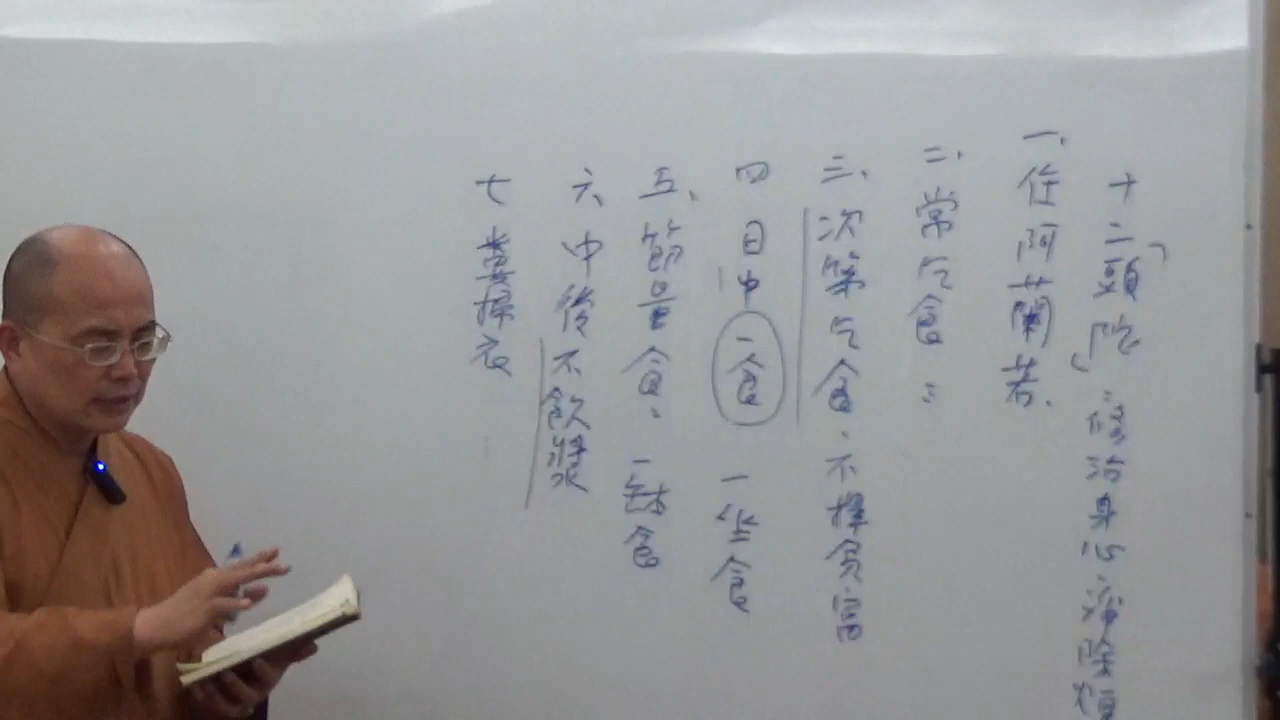 十二頭陀：修治身心淨除煩
一、住阿蘭若.
二、常乞食：
三、次第乞食、不擇貧富
四 日中一食 一坐食
五、節量食. 一缽食
六、中後不飲漿
七 糞掃衣